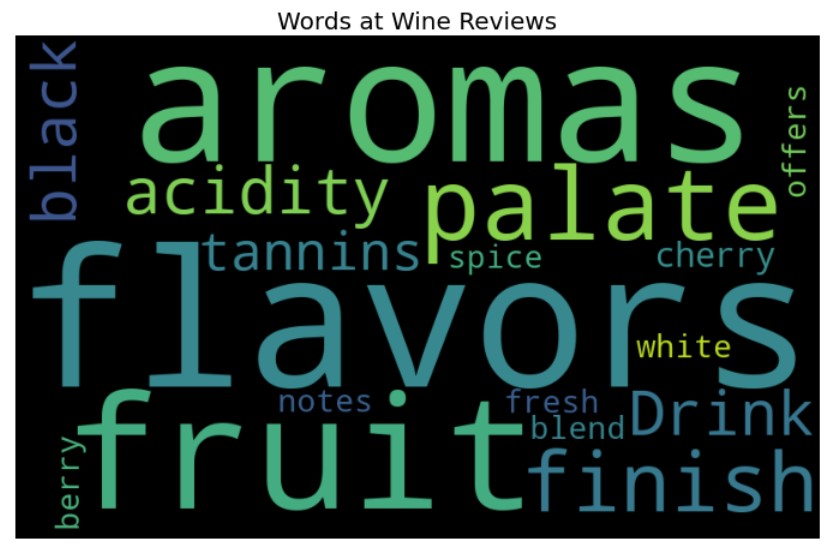 Words at Wine Reviews
black
aromas
offers
acidity
palate
tannins
spice
cherry
flavors
white
notes
fresh
Drink
blend
fruit
berry
finish